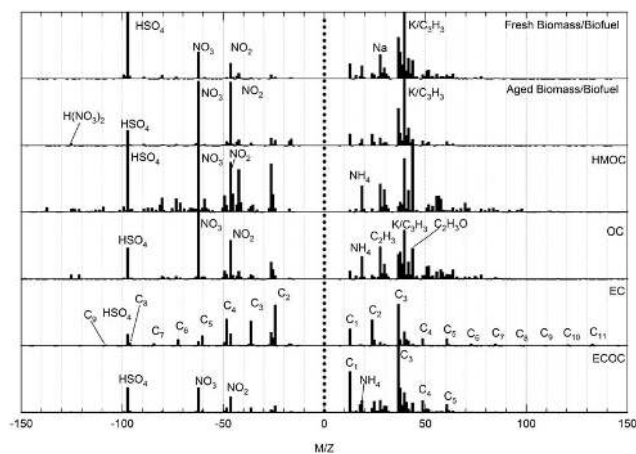 HSO₄ NO₃ NO₂ Na K/C₃H₃ Fresh Biomass/Biofuel
H(NO₃)₂ HSO₄ NO₃ NO₂ K/C₃H₃ Aged Biomass/Biofuel
HSO₄ NO₃ NO₂ NH₄ HMOC
HSO₄ NO₃ NO₂ NH₄ C₂H₃ K/C₃H₃ C₂H₃O OC
C₉ HSO₄ C₈ C₇ C₆ C₅ C₄ C₃ C₂ C₁ C₂ C₃ C₄ C₅ C₆ C₇ C₈ C₉ C₁₀ C₁₁ EC
HSO₄ NO₃ NO₂ C₁ NH₄ C₃ C₄ C₅ ECOC
-150 -100 -50 0 50 100 150
M/Z